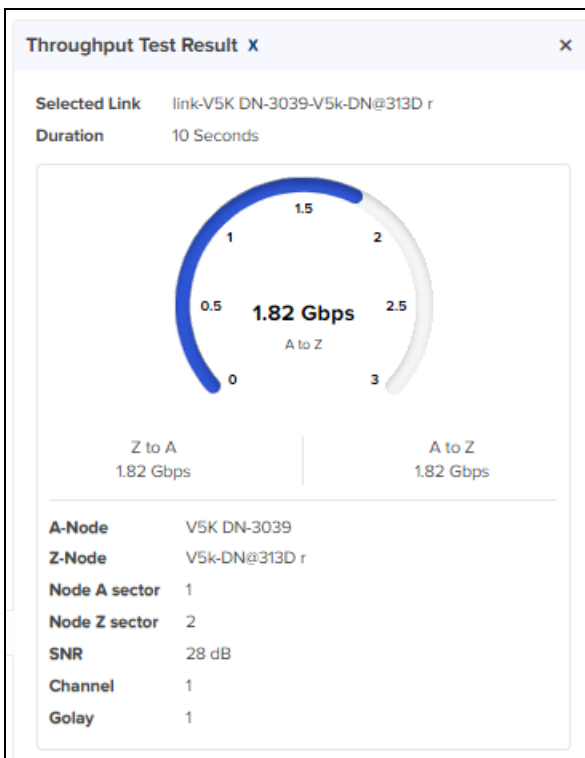 Throughput Test Result X ×
Selected Link link-V5K DN-3039-V5k-DN@313D r
Duration 10 Seconds
1.5
1 2
0.5 1.82 Gbps 2.5
A to Z
0 3
Z to A A to Z
1.82 Gbps 1.82 Gbps
A-Node V5K DN-3039
Z-Node V5k-DN@313D r
Node A sector 1
Node Z sector 2
SNR 28 dB
Channel 1
Golay 1